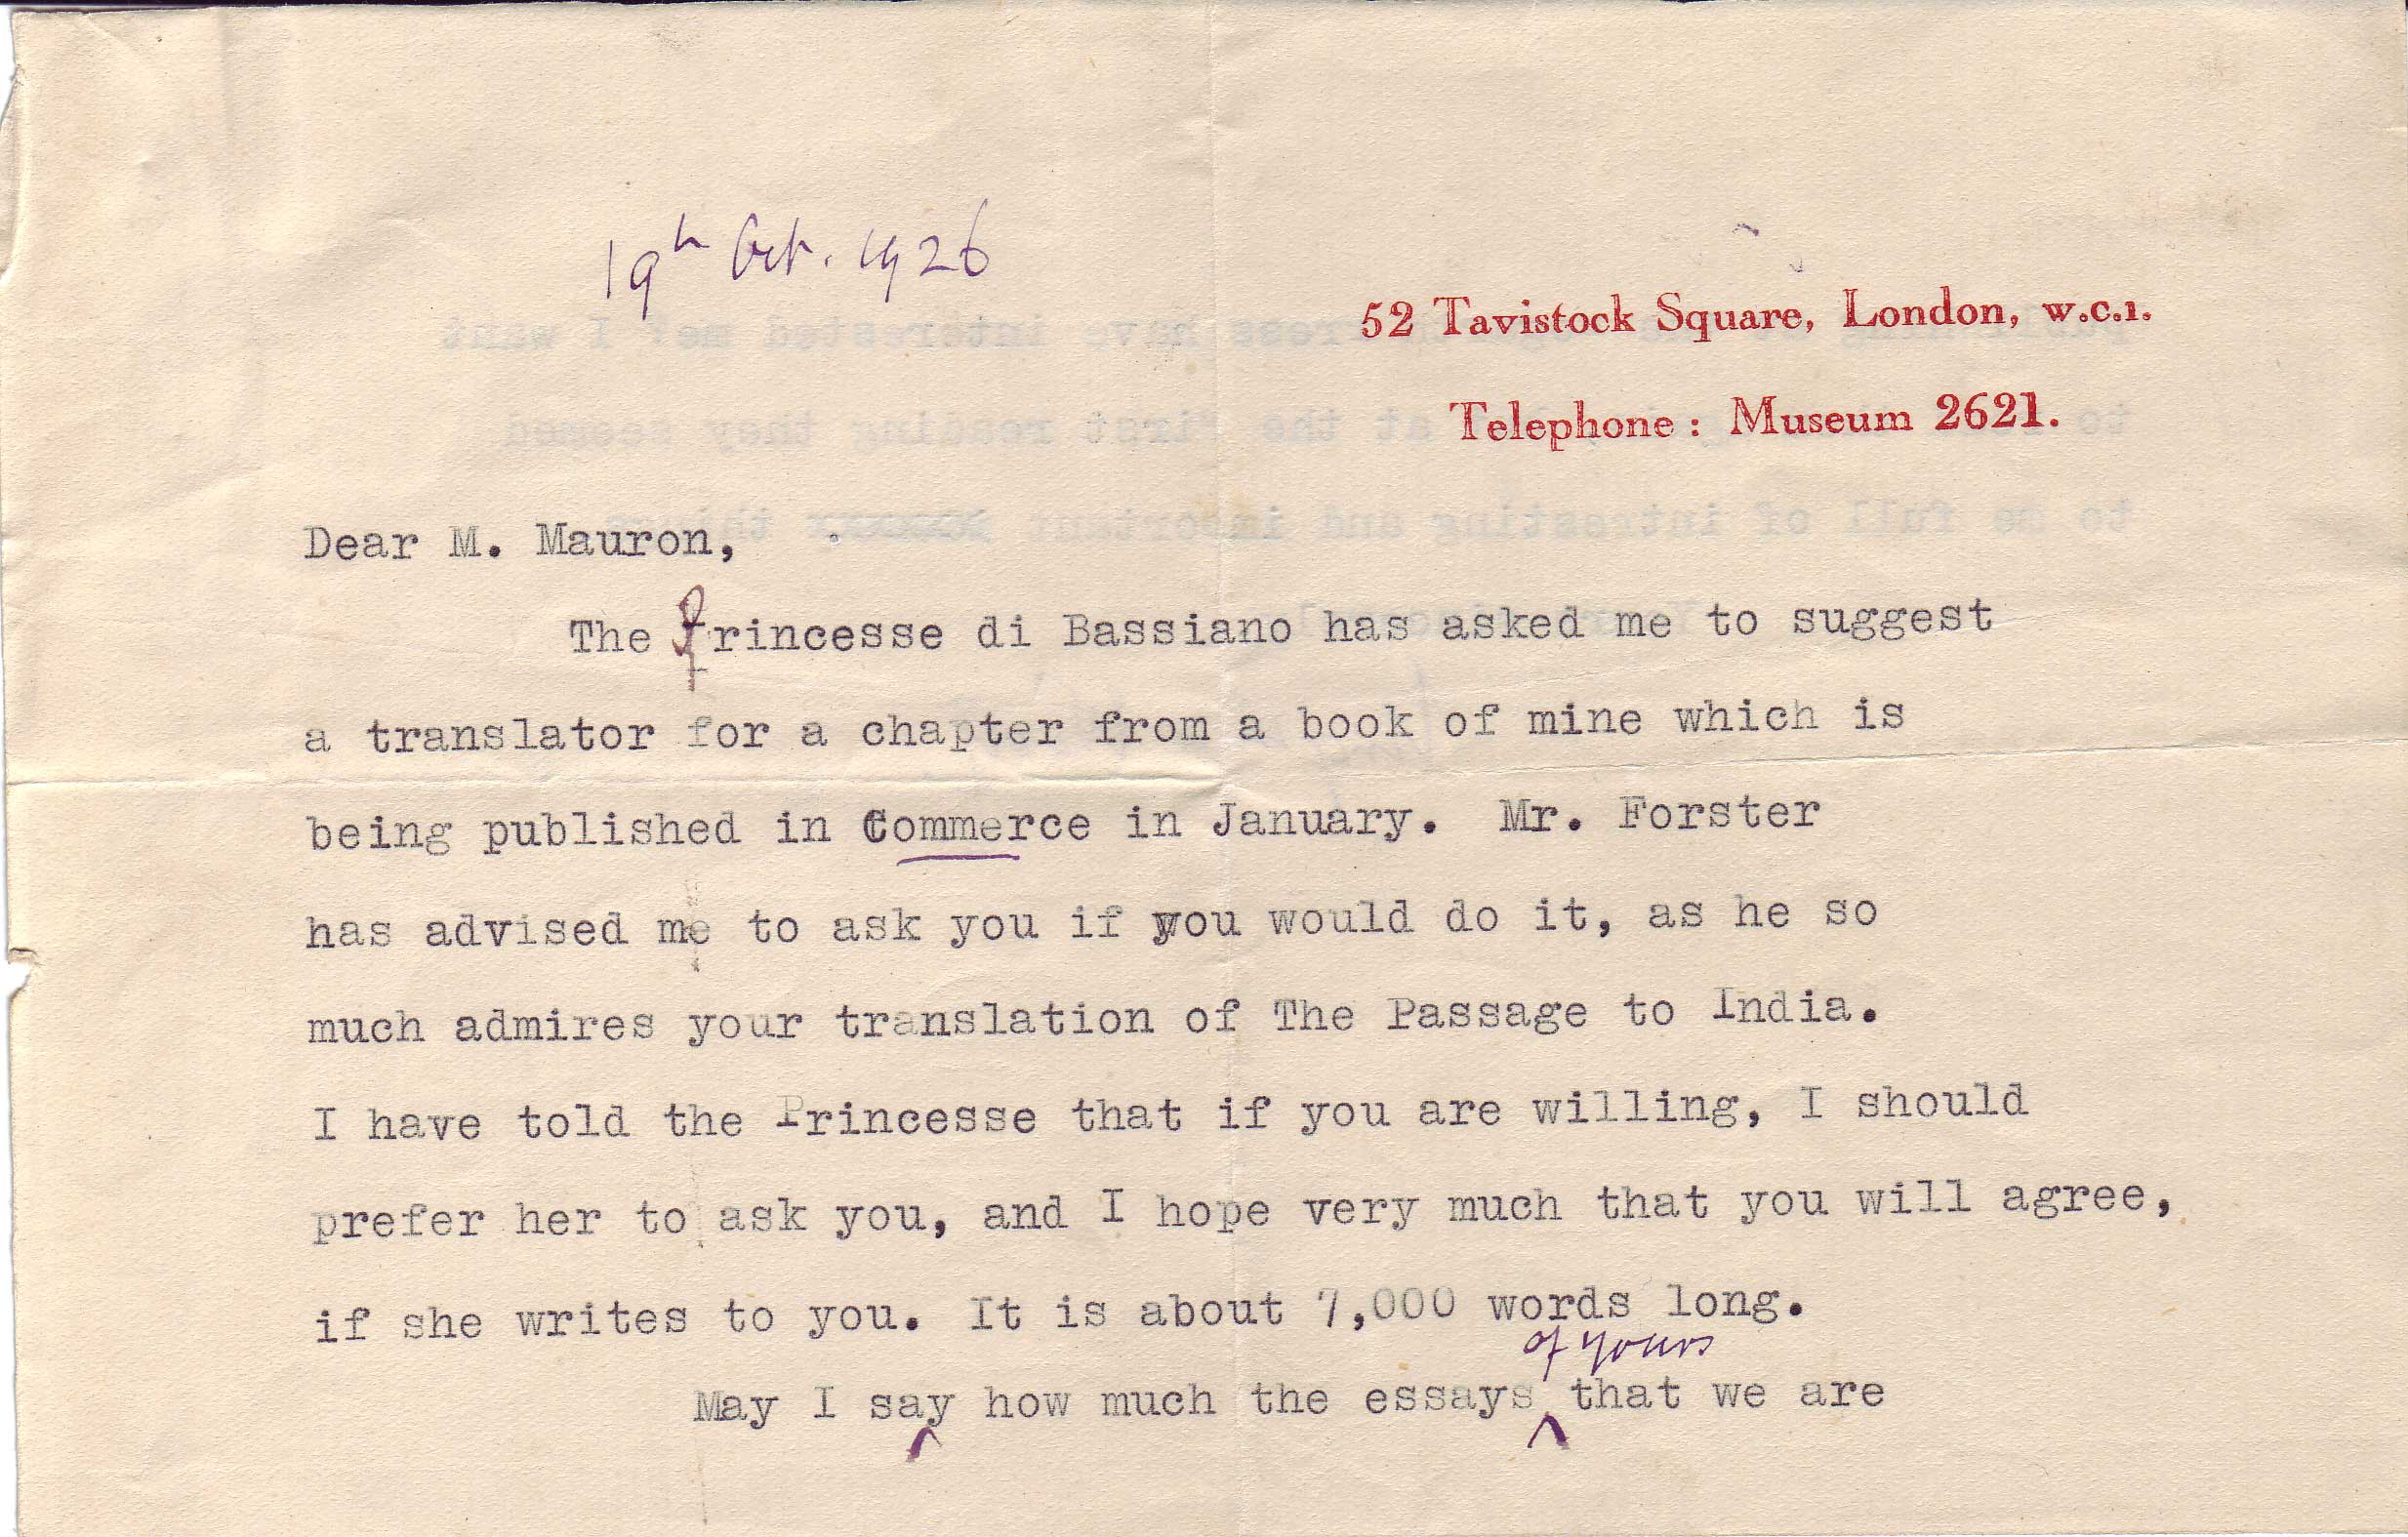 19th Oct. 1926
52 Tavistock Square, London, W.C.1.
Telephone: Museum 2621.
Dear M. Mauron,
The Princesse di Bassiano has asked me to suggest
a translator for a chapter from a book of mine which is
being published in Commerce in January. Mr. Forster
has advised me to ask you if you would do it, as he so
much admires your translation of The Passage to India.
I have told the Princesse that if you are willing, I should
prefer her to ask you, and I hope very much that you will agree,
if she writes to you. It is about 7,000 words long.
of yours
May I say how much the essays that we are